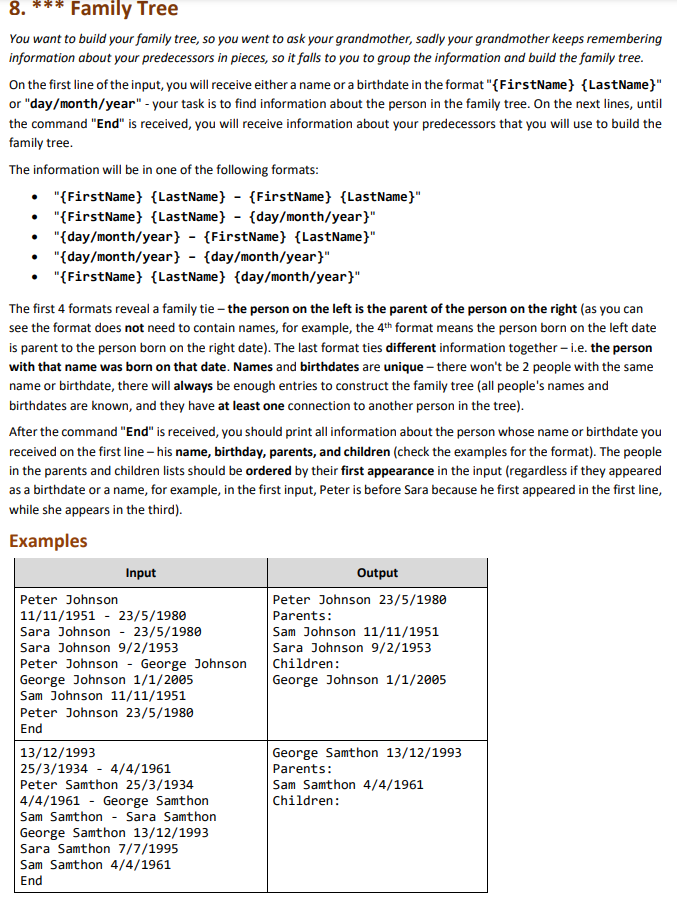 8. *** Family Tree
You want to build your family tree, so you went to ask your grandmother, sadly your grandmother keeps remembering
information about your predecessors in pieces, so it falls to you to group the information and build the family tree.
On the first line of the input, you will receive either a name or a birthdate in the format "{FirstName} {LastName}"
or "day/month/year" - your task is to find information about the person in the family tree. On the next lines, until
the command "End" is received, you will receive information about your predecessors that you will use to build the
family tree.
The information will be in one of the following formats:
• "{FirstName} {LastName} – {FirstName} {LastName}"
• "{FirstName} {LastName} – {day/month/year}"
• "{day/month/year} – {FirstName} {LastName}"
• "{day/month/year} – {day/month/year}"
• "{FirstName} {LastName} {day/month/year}"
The first 4 formats reveal a family tie – the person on the left is the parent of the person on the right (as you can
see the format does not need to contain names, for example, the 4th format means the person born on the left date
is parent to the person born on the right date). The last format ties different information together – i.e. the person
with that name was born on that date. Names and birthdates are unique – there won't be 2 people with the same
name or birthdate, there will always be enough entries to construct the family tree (all people's names and
birthdates are known, and they have at least one connection to another person in the tree).
After the command "End" is received, you should print all information about the person whose name or birthdate you
received on the first line – his name, birthday, parents, and children (check the examples for the format). The people
in the parents and children lists should be ordered by their first appearance in the input (regardless if they appeared
as a birthdate or a name, for example, in the first input, Peter is before Sara because he first appeared in the first line,
while she appears in the third).
Examples
Input
Output
Peter Johnson
11/11/1951 - 23/5/1980
Sara Johnson - 23/5/1980
Sara Johnson 9/2/1953
Peter Johnson - George Johnson
George Johnson 1/1/2005
Sam Johnson 11/11/1951
Peter Johnson 23/5/1980
End
Peter Johnson 23/5/1980
Parents:
Sam Johnson 11/11/1951
Sara Johnson 9/2/1953
Children:
George Johnson 1/1/2005
13/12/1993
25/3/1934 - 4/4/1961
Peter Samthon 25/3/1934
4/4/1961 - George Samthon
Sam Samthon - Sara Samthon
George Samthon 13/12/1993
Sara Samthon 7/7/1995
Sam Samthon 4/4/1961
End
George Samthon 13/12/1993
Parents:
Sam Samthon 4/4/1961
Children: